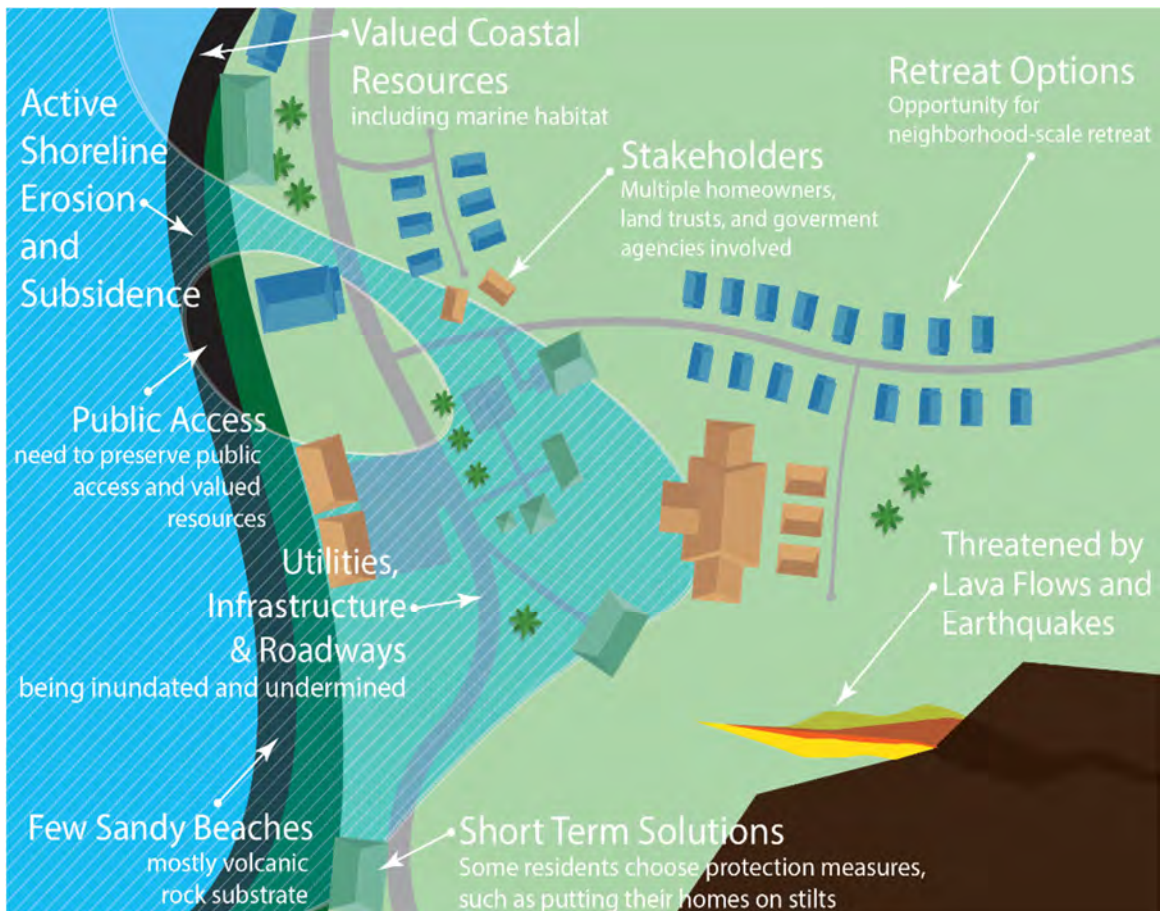 Valued Coastal
Resources
including marine habitat
Active
Shoreline
Erosion
and
Subsidence
Retreat Options
Opportunity for
neighborhood-scale retreat
Stakeholders
Multiple homeowners,
land trusts, and goverment
agencies involved
Public Access
need to preserve public
access and valued
resources
Utilities,
Infrastructure
& Roadways
being inundated and undermined
Threatened by
Lava Flows and
Earthquakes
Few Sandy Beaches
mostly volcanic
rock substrate
Short Term Solutions
Some residents choose protection measures,
such as putting their homes on stilts